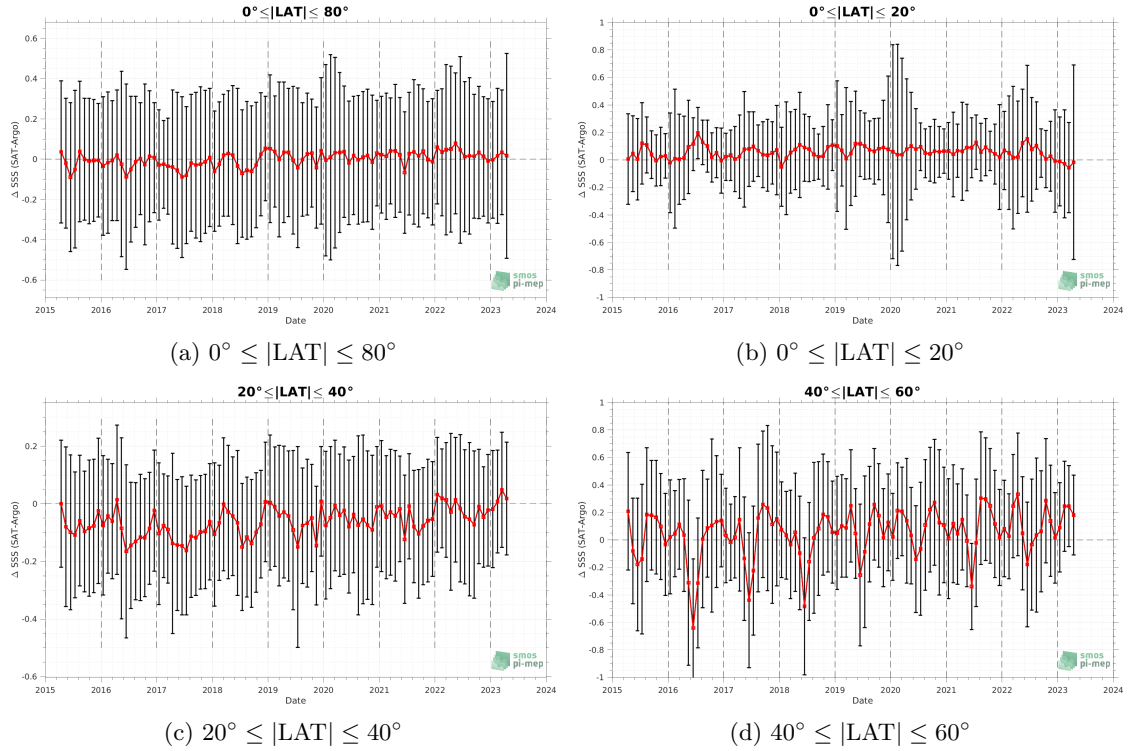 0°≤|LAT|≤ 80°
Δ SSS (SAT-Argo)
0.6
0.4
0.2
0
-0.2
-0.4
-0.6
2015 2016 2017 2018 2019 2020 2021 2022 2023 2024
Date
smos
pi-mep
(a) 0° ≤ |LAT| ≤ 80°
0°≤|LAT|≤ 20°
Δ SSS (SAT-Argo)
1
0.8
0.6
0.4
0.2
0
-0.2
-0.4
-0.6
-0.8
-1
2015 2016 2017 2018 2019 2020 2021 2022 2023 2024
Date
smos
pi-mep
(b) 0° ≤ |LAT| ≤ 20°
20°≤|LAT|≤ 40°
Δ SSS (SAT-Argo)
0.2
0
-0.2
-0.4
-0.6
2015 2016 2017 2018 2019 2020 2021 2022 2023 2024
Date
smos
pi-mep
(c) 20° ≤ |LAT| ≤ 40°
40°≤|LAT|≤ 60°
Δ SSS (SAT-Argo)
1
0.8
0.6
0.4
0.2
0
-0.2
-0.4
-0.6
-0.8
-1
2015 2016 2017 2018 2019 2020 2021 2022 2023 2024
Date
smos
pi-mep
(d) 40° ≤ |LAT| ≤ 60°